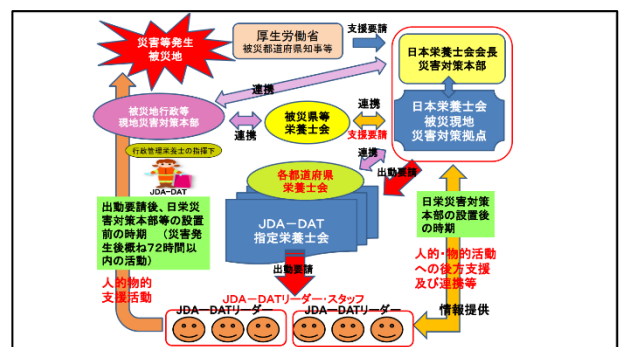 災害等発生
被災地
厚生労働省
被災都道府県知事等
支援要請
日本栄養士会会長
災害対策本部
連携
被災地行政等
現地災害対策本部
連携
被災県等
栄養士会
連携
支援要請
日本栄養士会
被災現地
災害対策拠点
行政管理栄養士の指揮下
JDA-DAT
連携
出動要請
各都道府県
栄養士会
JDA-DAT
指定栄養士会
出動要請後、日栄災
害対策本部等の設置
前の時期 (災害発
生後概ね72時間以
内の活動)
日栄災害対策
本部の設置後
の時期
出動要請
人的物的
支援活動
人的・物的活動
への後方支援
及び連携等
JDA-DATリーダー・スタッフ
JDA-DATリーダー
JDA-DATリーダー
情報提供